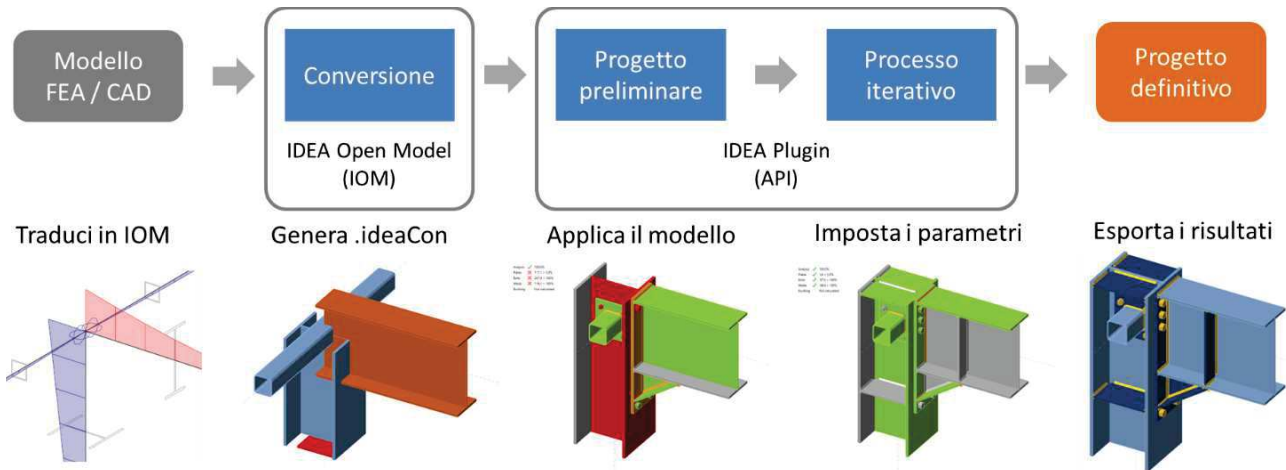 Modello
FEA / CAD
Conversione
IDEA Open Model
(IOM)
Progetto
preliminare
Processo
iterativo
IDEA Plugin
(API)
Progetto
definitivo
Traduci in IOM
Genera .ideaCon
Applica il modello
Imposta i parametri
Esporta i risultati